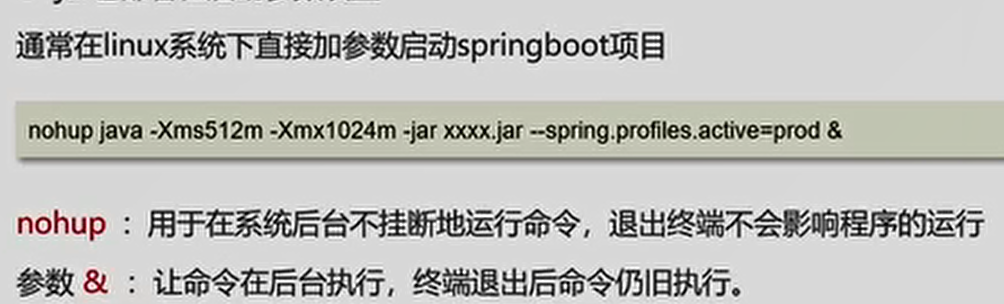 通常在linux系统下直接加参数启动springboot项目
nohup java -Xms512m -Xmx1024m -jar xxxx.jar --spring.profiles.active=prod &
nohup ： 用于在系统后台不挂断地运行命令，退出终端不会影响程序的运行
参数 & ： 让命令在后台执行，终端退出后命令仍旧执行。